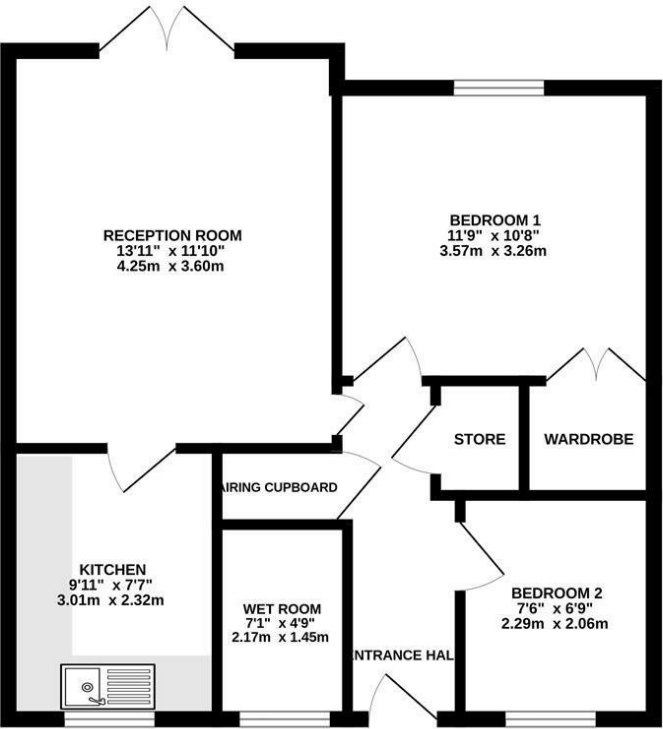 RECEPTION ROOM
13'11" x 11'10"
4.25m x 3.60m
BEDROOM 1
11'9" x 10'8"
3.57m x 3.26m
STORE
WARDROBE
AIRING CUPBOARD
KITCHEN
9'11" x 7'7"
3.01m x 2.32m
WET ROOM
7'1" x 4'9"
2.17m x 1.45m
BEDROOM 2
7'6" x 6'9"
2.29m x 2.06m
ENTRANCE HALL